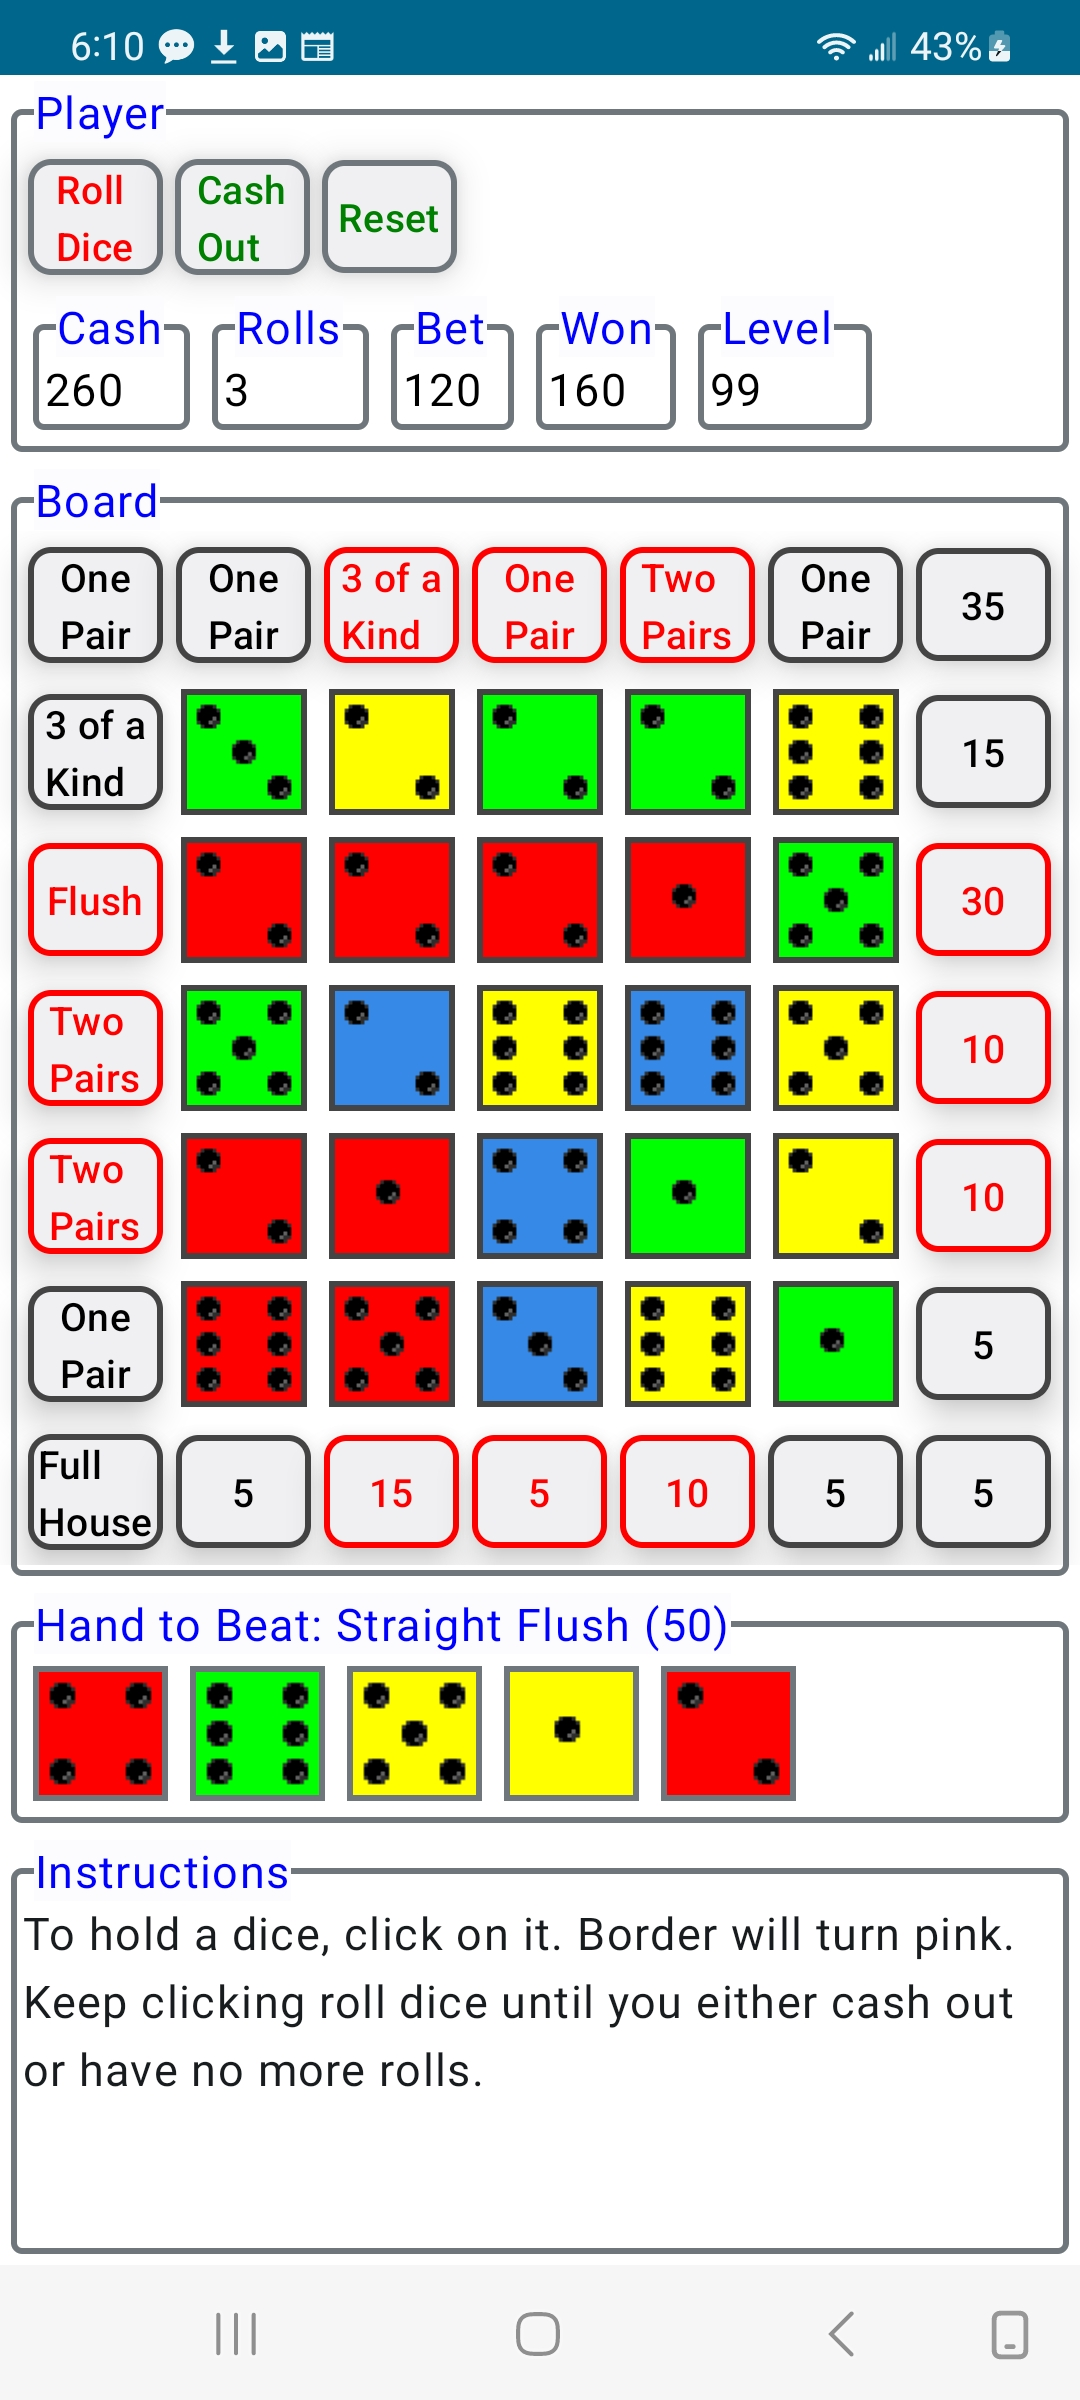 6:10 43%
Player
Roll Dice Cash Out Reset
Cash Rolls Bet Won Level
260 3 120 160 99
Board
One Pair One Pair 3 of a Kind One Pair Two Pairs One Pair 35
3 of a Kind 15
Flush 30
Two Pairs 10
Two Pairs 10
One Pair 5
Full House 5 15 5 10 5 5
Hand to Beat: Straight Flush (50)
Instructions
To hold a dice, click on it. Border will turn pink.
Keep clicking roll dice until you either cash out
or have no more rolls.